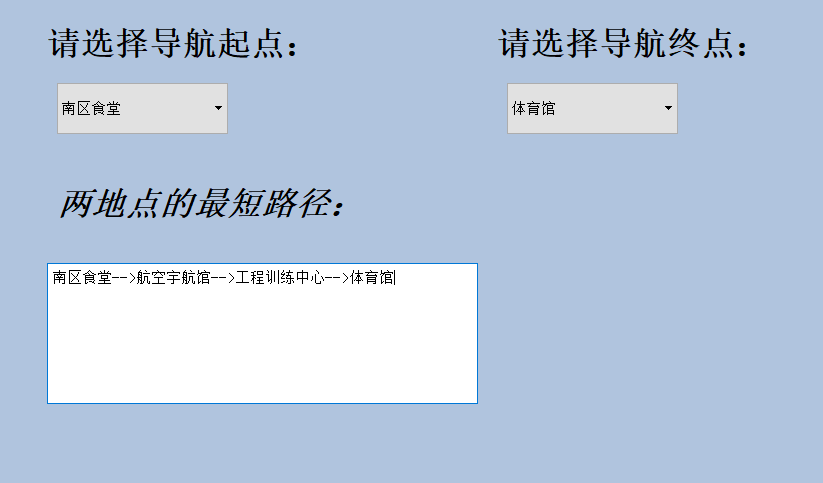 请选择导航起点：
请选择导航终点：
南区食堂
体育馆
两地点的最短路径：
南区食堂-->航空宇航馆-->工程训练中心-->体育馆